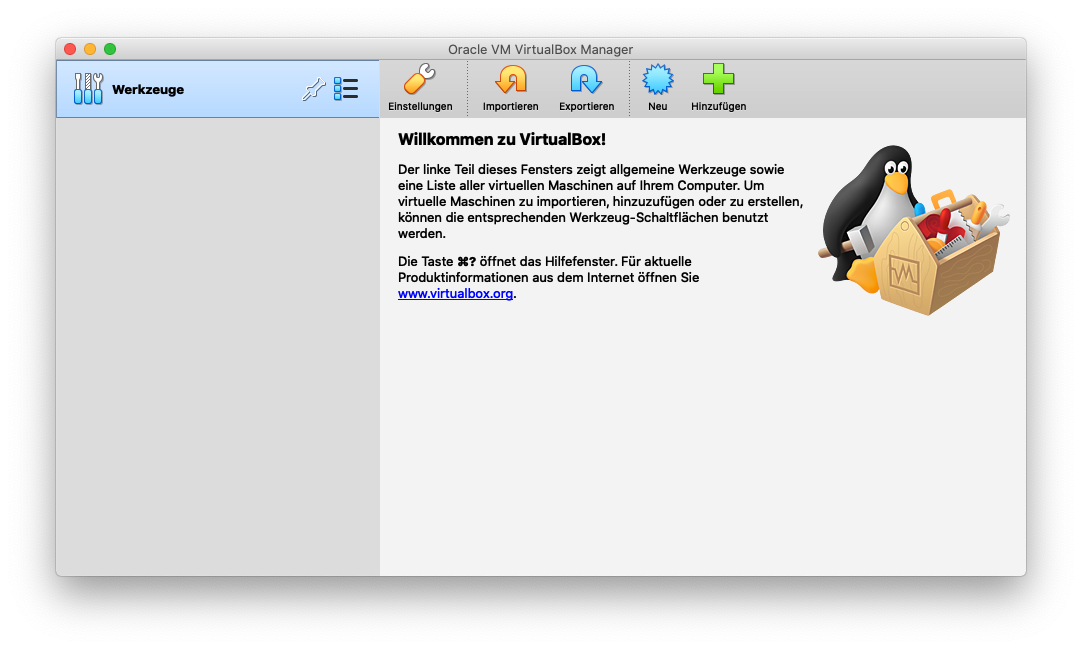 Oracle VM VirtualBox Manager
Werkzeuge
Einstellungen
Importieren
Exportieren
Neu
Hinzufügen
Willkommen zu VirtualBox!
Der linke Teil dieses Fensters zeigt allgemeine Werkzeuge sowie
eine Liste aller virtuellen Maschinen auf Ihrem Computer. Um
virtuelle Maschinen zu importieren, hinzuzufügen oder zu erstellen,
können die entsprechenden Werkzeug-Schaltflächen benutzt
werden.
Die Taste ⌘? öffnet das Hilfefenster. Für aktuelle
Produktinformationen aus dem Internet öffnen Sie
www.virtualbox.org.